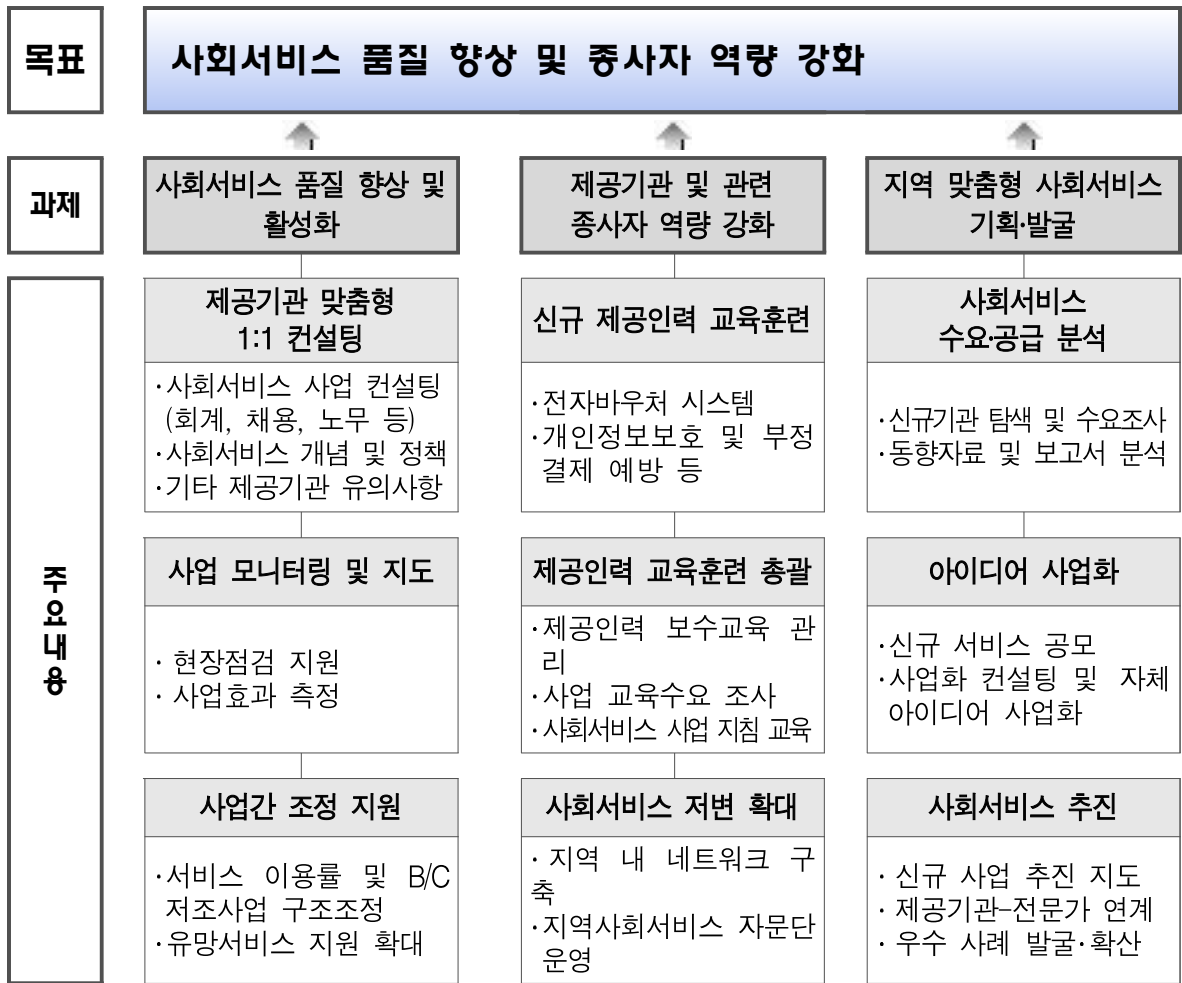 목표
사회서비스 품질 향상 및 종사자 역량 강화
과제
사회서비스 품질 향상 및
활성화
제공기관 및 관련
종사자 역량 강화
지역 맞춤형 사회서비스
기획·발굴
주요내용
제공기관 맞춤형
1:1 컨설팅
·사회서비스 사업 컨설팅
(회계, 채용, 노무 등)
·사회서비스 개념 및 정책
·기타 제공기관 유의사항
신규 제공인력 교육훈련
·전자바우처 시스템
·개인정보보호 및 부정
결제 예방 등
사회서비스
수요·공급 분석
·신규기관 탐색 및 수요조사
·동향자료 및 보고서 분석
사업 모니터링 및 지도
· 현장점검 지원
· 사업효과 측정
제공인력 교육훈련 총괄
·제공인력 보수교육 관
리
·사업 교육수요 조사
·사회서비스 사업 지침 교육
아이디어 사업화
·신규 서비스 공모
·사업화 컨설팅 및 자체
아이디어 사업화
사업간 조정 지원
·서비스 이용률 및 B/C
저조사업 구조조정
·유망서비스 지원 확대
사회서비스 저변 확대
· 지역 내 네트워크 구
축
·지역사회서비스 자문단
운영
사회서비스 추진
· 신규 사업 추진 지도
· 제공기관-전문가 연계
· 우수 사례 발굴·확산